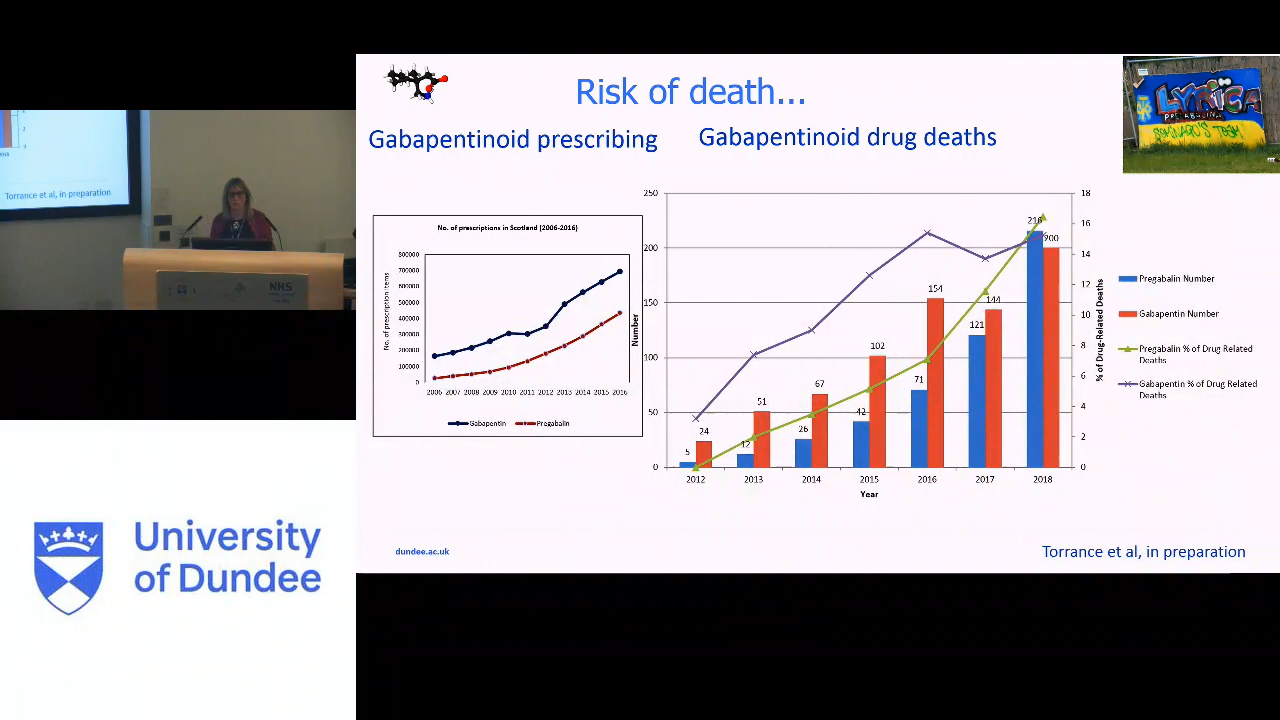 Risk of death...
Gabapentinoid prescribing
Gabapentinoid drug deaths
LYRICA
PREGABALIN
Torrance et al, in preparation
NHS
No. of prescriptions in Scotland (2006-2016)
No. of prescription items
800000
700000
600000
500000
400000
300000
200000
100000
0
2006 2007 2008 2009 2010 2011 2012 2013 2014 2015 2016
Gabapentin Pregabalin
Number
250
200
150
100
50
0
5 24 12 51 26 67 42 102 71 154 121 144 216
18
16
14
12
10
8
6
4
2
0
% of Drug-Related Deaths
2012 2013 2014 2015 2016 2017 2018
Year
Pregabalin Number
Gabapentin Number
Pregabalin % of Drug Related
Deaths
Gabapentin % of Drug Related
Deaths
University
of Dundee
dundee.ac.uk
Torrance et al, in preparation